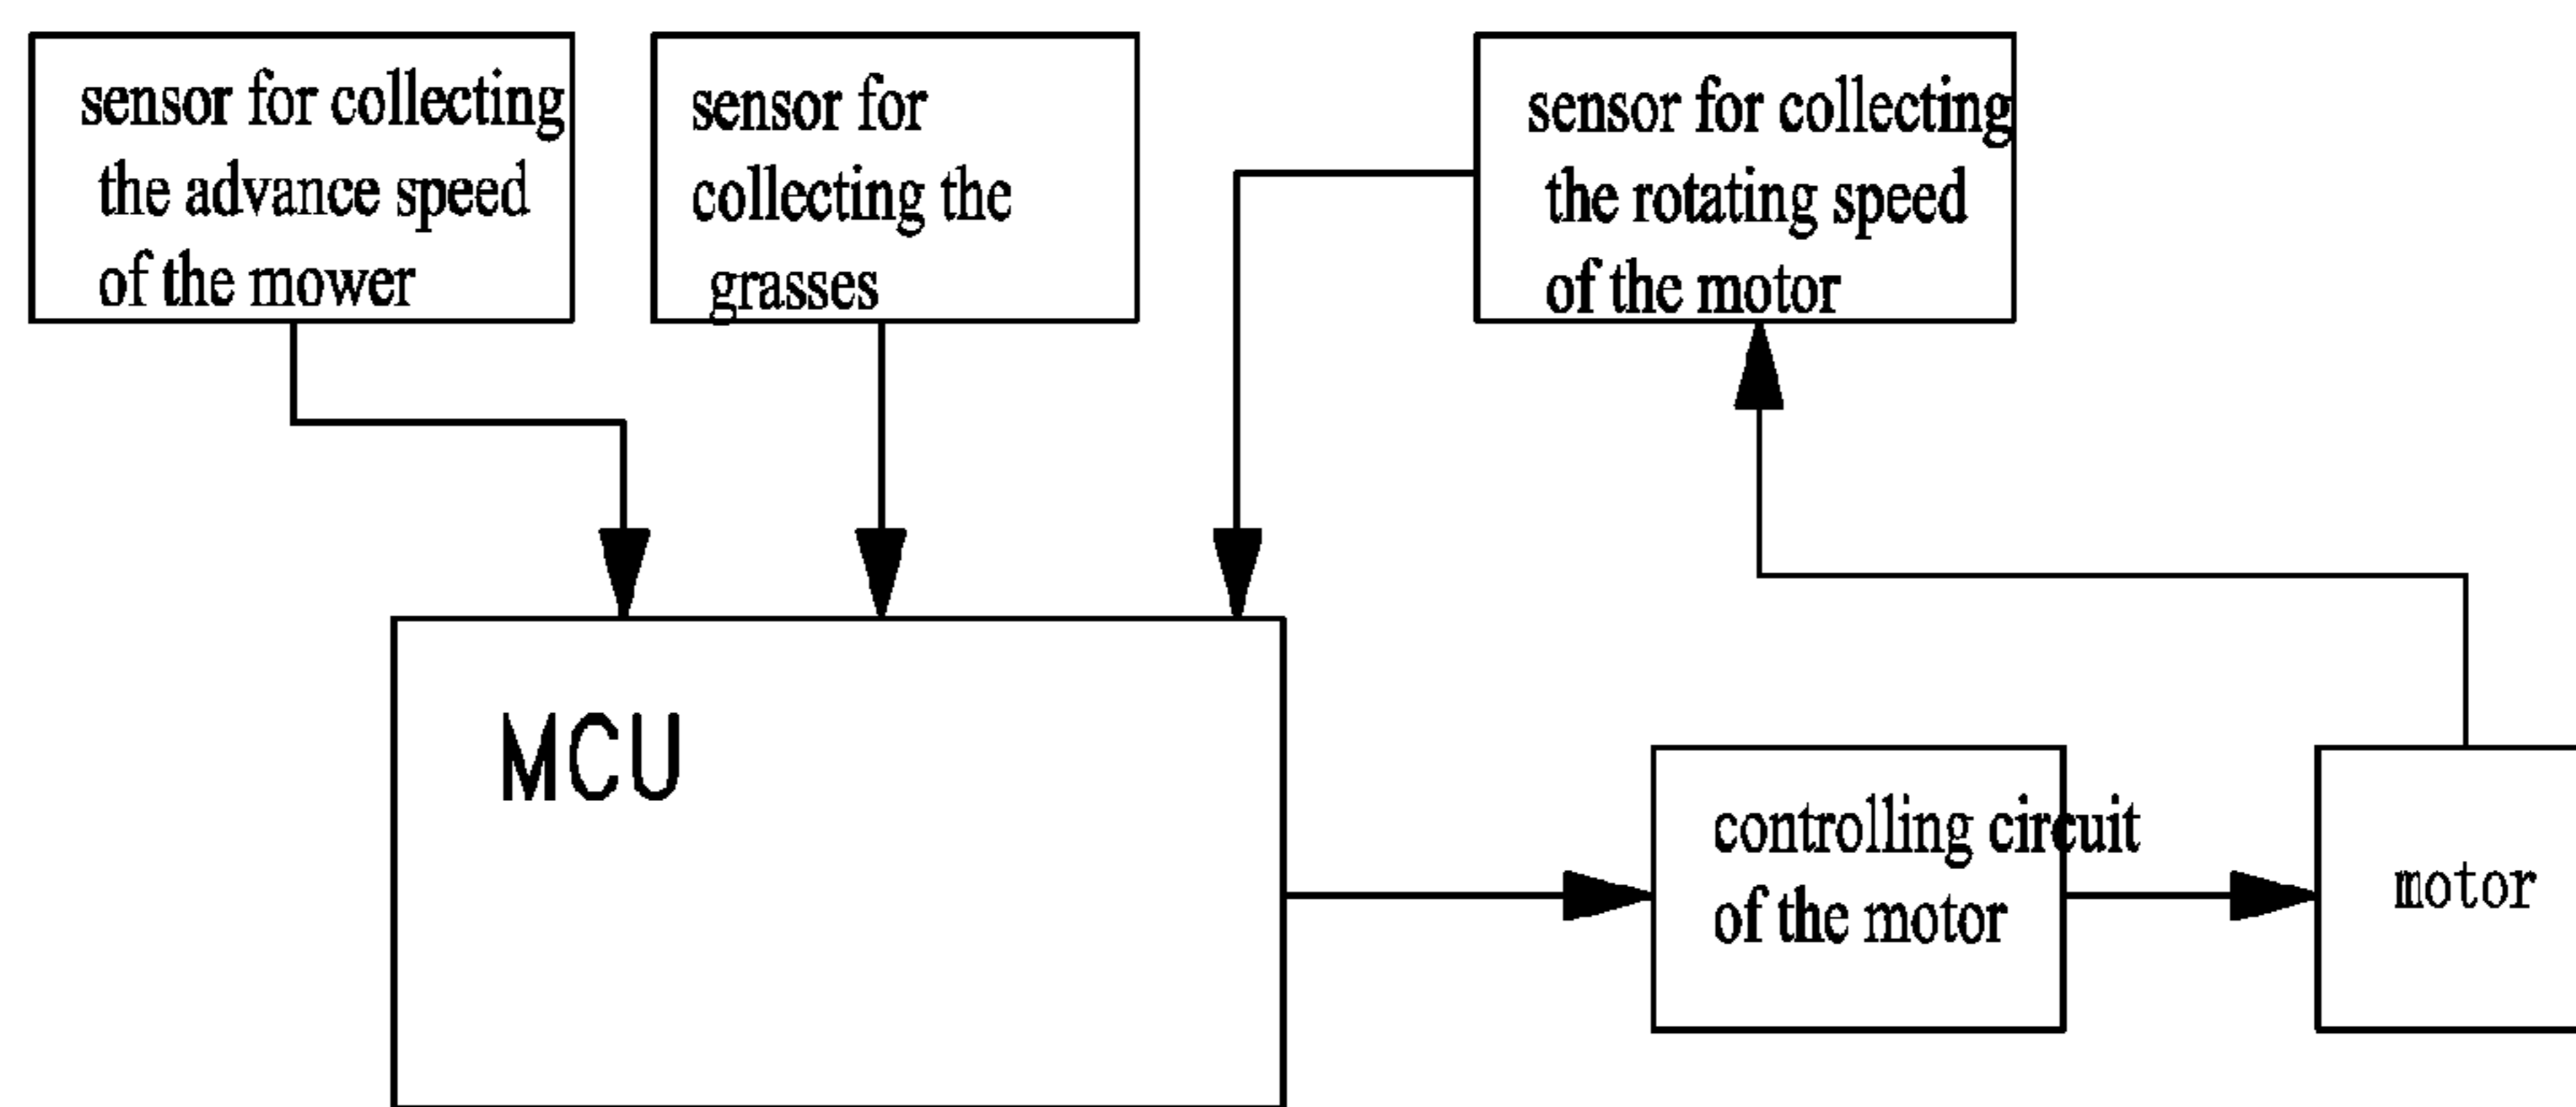 sensor for collecting
the advance speed
of the mower
sensor for
collecting the
grasses
sensor for collecting
the rotating speed
of the motor
MCU
controlling circuit
of the motor
motor